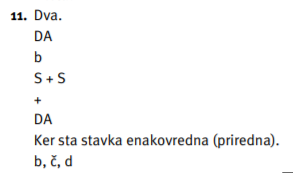 11. Dva.
DA
b
S + S
+
DA
Ker sta stavka enakovredna (priredna).
b, č, d